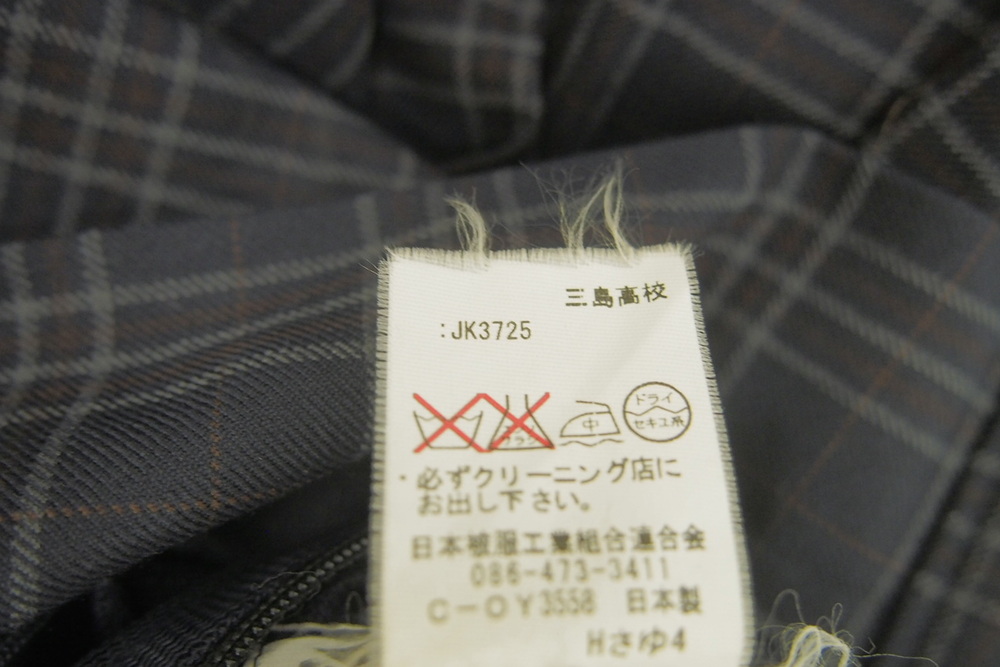 三島高校
:JK3725
中
ドライ
セキユ系
・必ずクリーニング店に
お出し下さい。
日本被服工業組合連合会
086-473-3411
C-OY3558 日本製
Hさゆ4